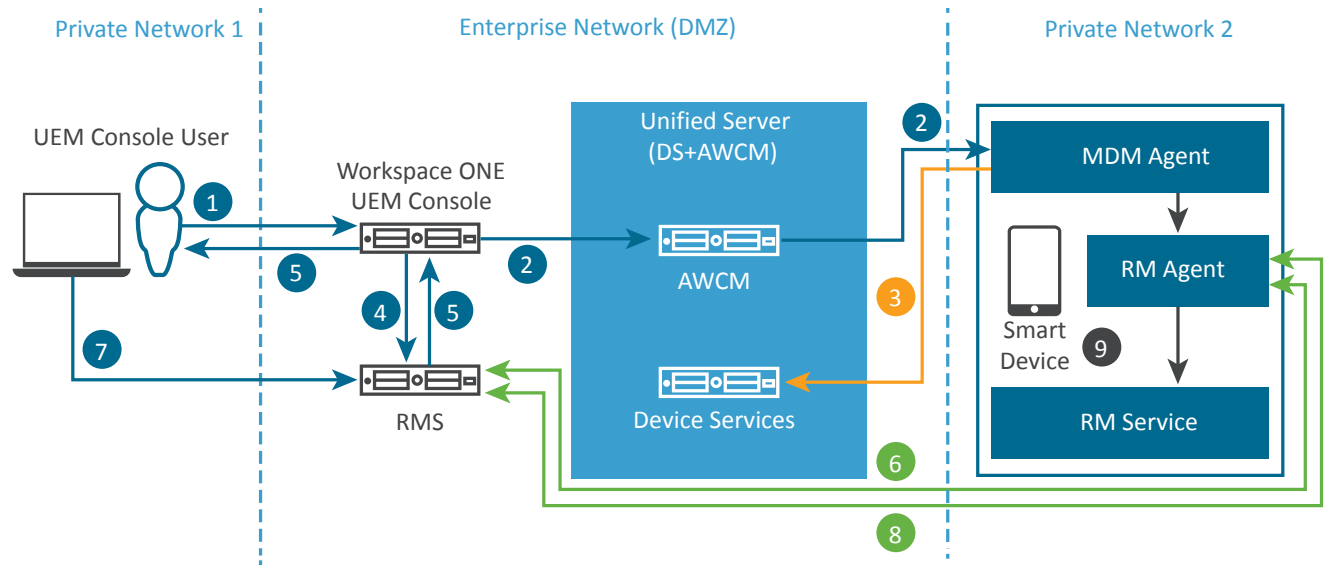 Private Network 1
Enterprise Network (DMZ)
Private Network 2
UEM Console User
Workspace ONE
UEM Console
Unified Server
(DS+AWCM)
2
MDM Agent
1
5
2
AWCM
RM Agent
4
5
3
Smart
Device
9
7
RMS
Device Services
RM Service
6
8